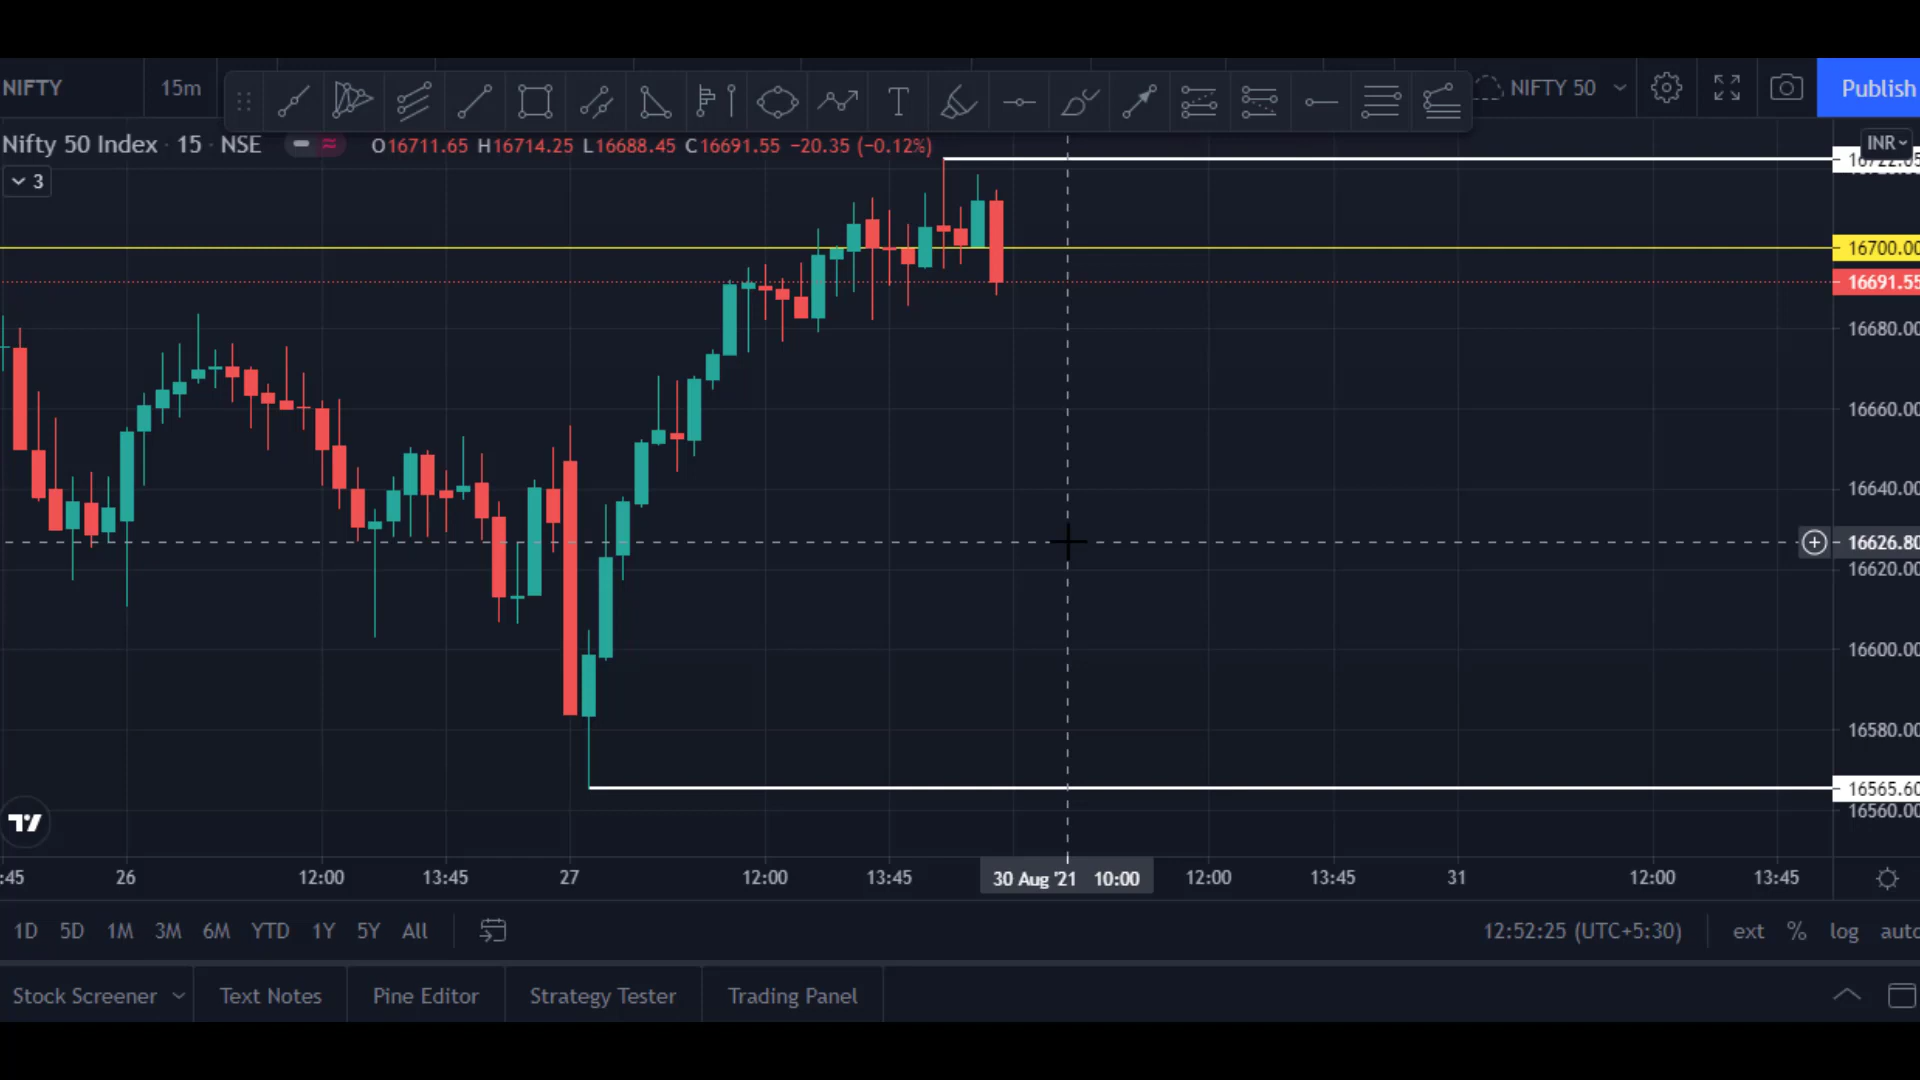 NIFTY 15m NIFTY 50 Publish
Nifty 50 Index · 15 · NSE O16711.65 H16714.25 L16688.45 C16691.55 −20.35 (−0.12%) INR
3
16700.00
16691.55
16680.00
16660.00
16640.00
16626.80
16620.00
16600.00
16580.00
16565.60
16560.00
:45 26 12:00 13:45 27 12:00 13:45 30 Aug '21 10:00 12:00 13:45 31 12:00 13:45
1D 5D 1M 3M 6M YTD 1Y 5Y All 12:52:25 (UTC+5:30) ext % log auto
Stock Screener Text Notes Pine Editor Strategy Tester Trading Panel